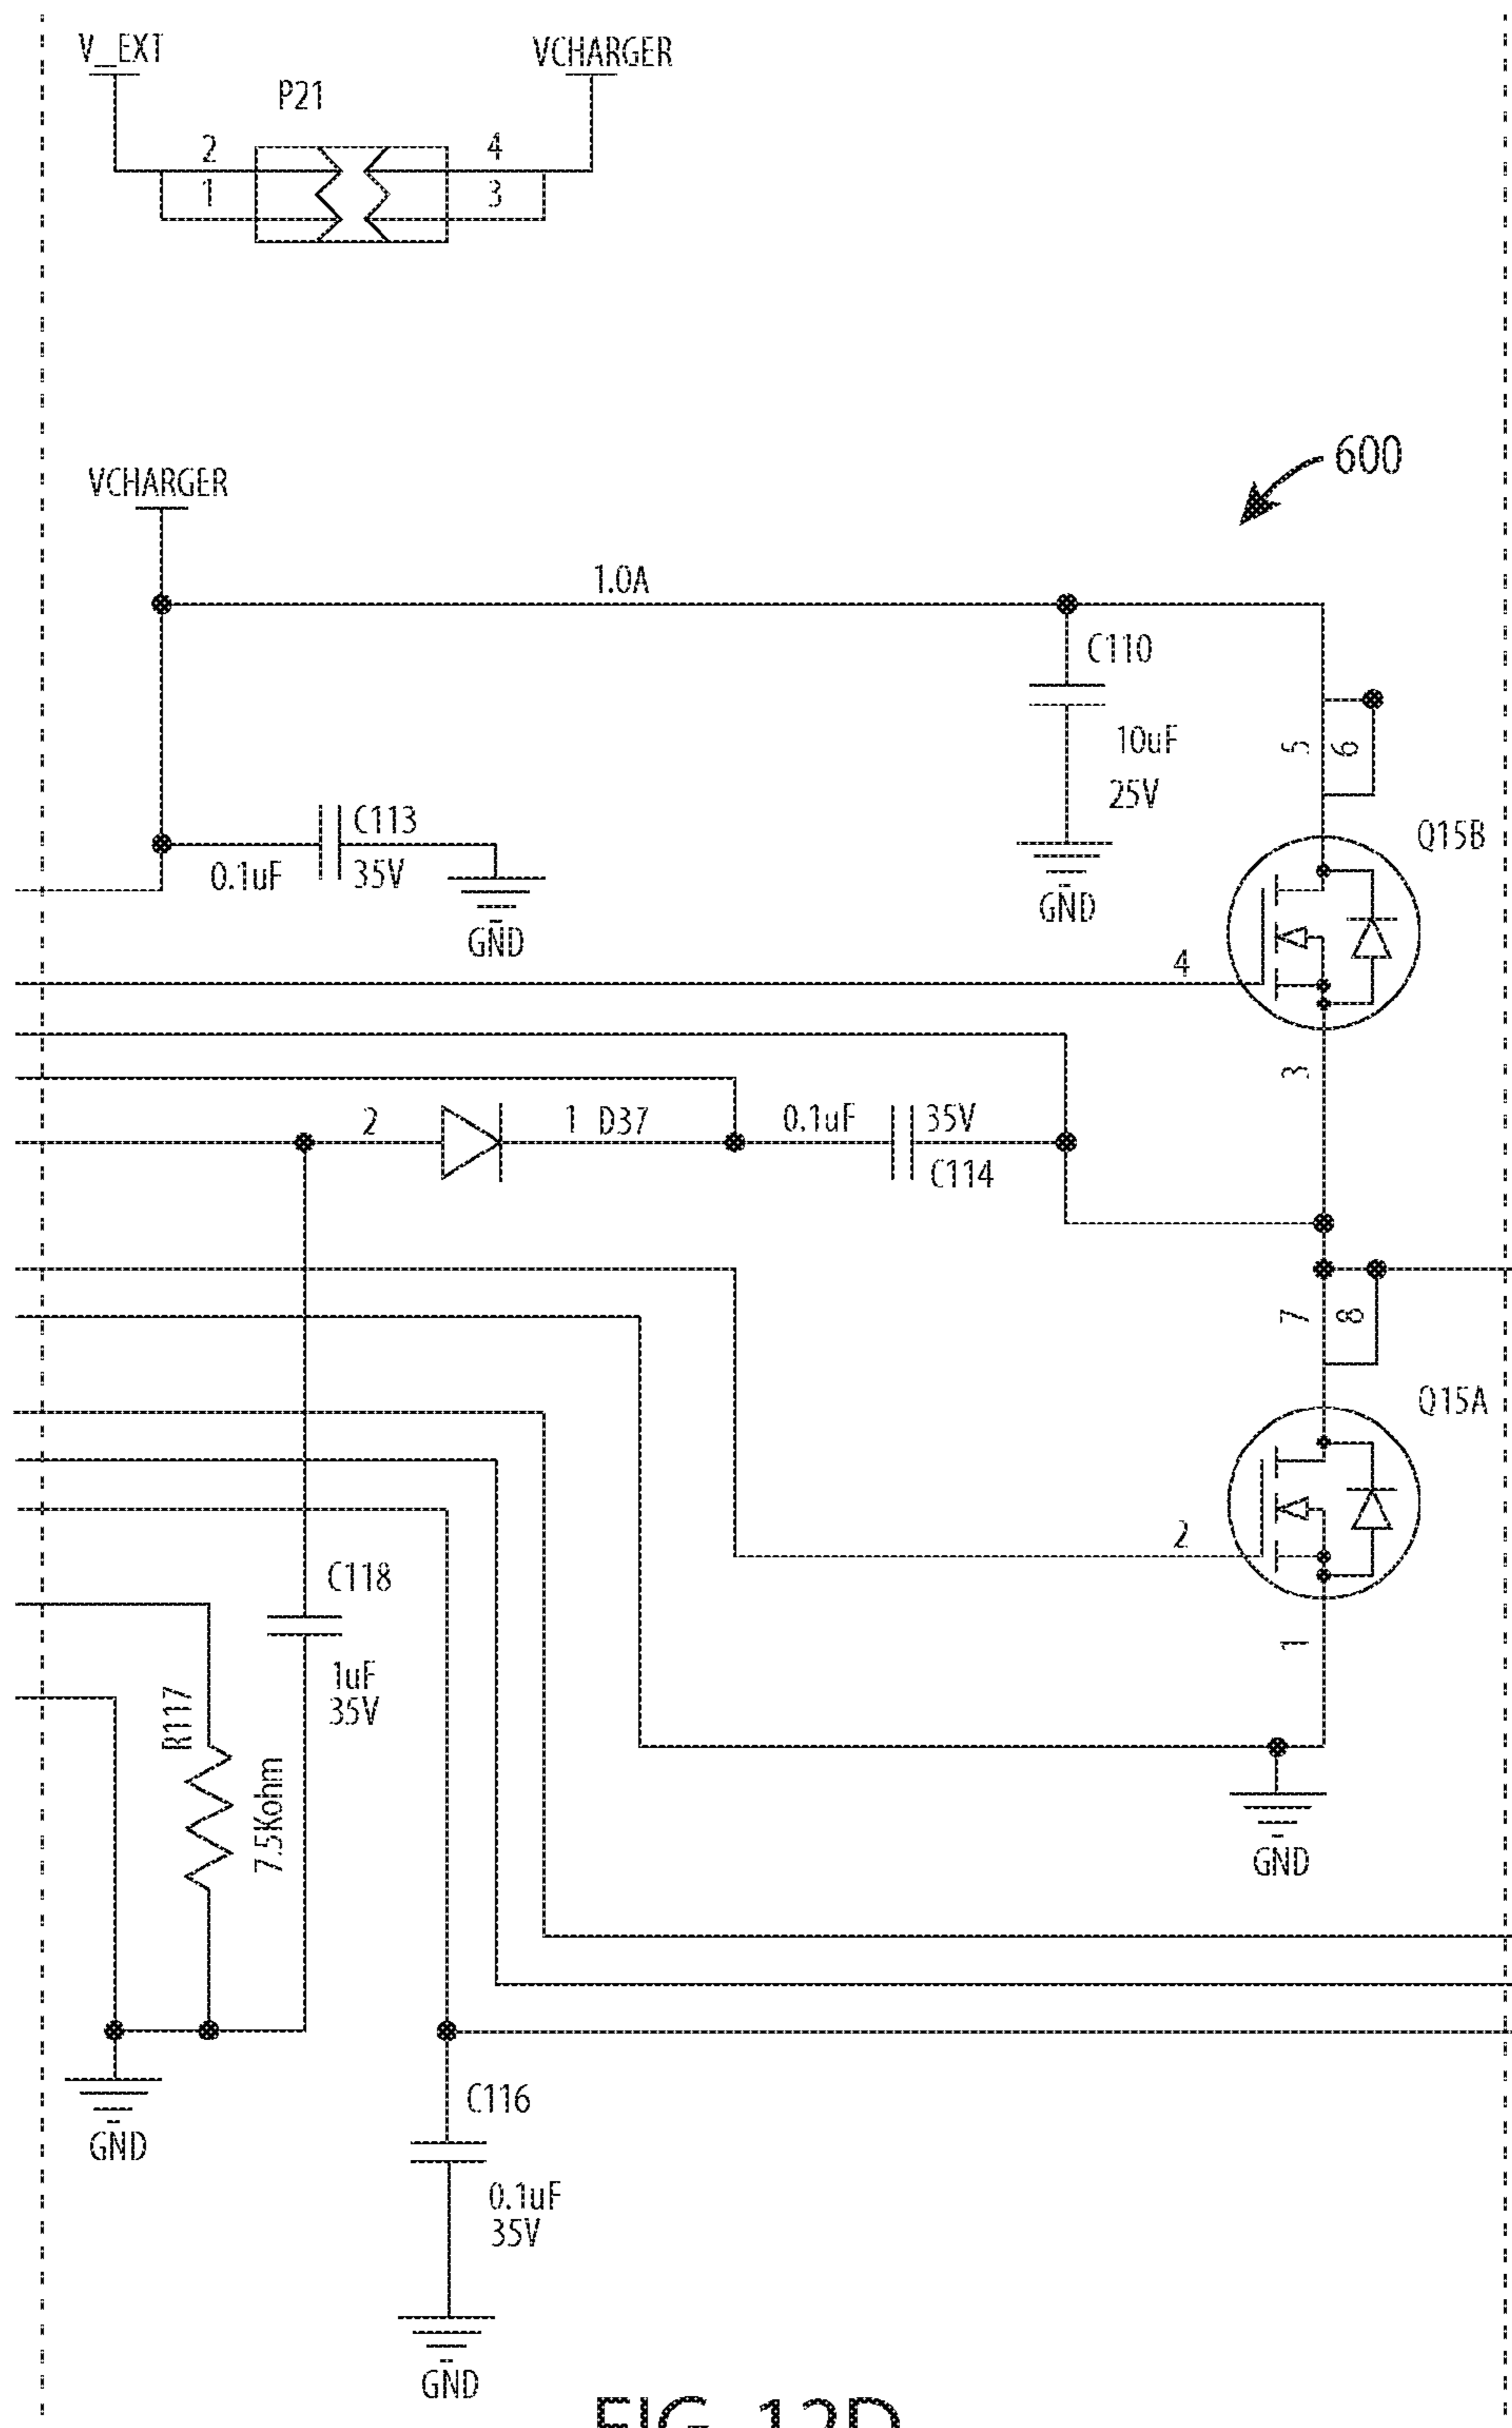 V_EXT
VCHARGER
P21
2
4
1
3
600
VCHARGER
1.0A
C110
10uF
25V
5
6
C113
0.1uF
35V
Q15B
GND
GND
4
3
2
1 D37
0.1uF
35V
C114
7
8
Q15A
2
C118
1uF
35V
R117
7.5Kohm
1
GND
C116
GND
0.1uF
35V
GND
FIG. 12D